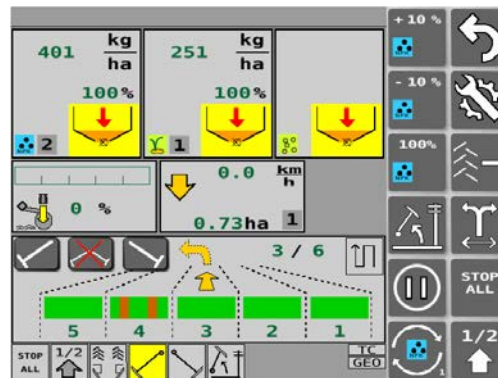 401 kg/ha
100%
2
251 kg/ha
100%
1
0 %
0.0 km/h
0.73ha 1
3 / 6
5 4 3 2 1
STOP ALL
1/2
TC
GEO
+ 10 %
- 10 %
100%
STOP ALL
1
1/2